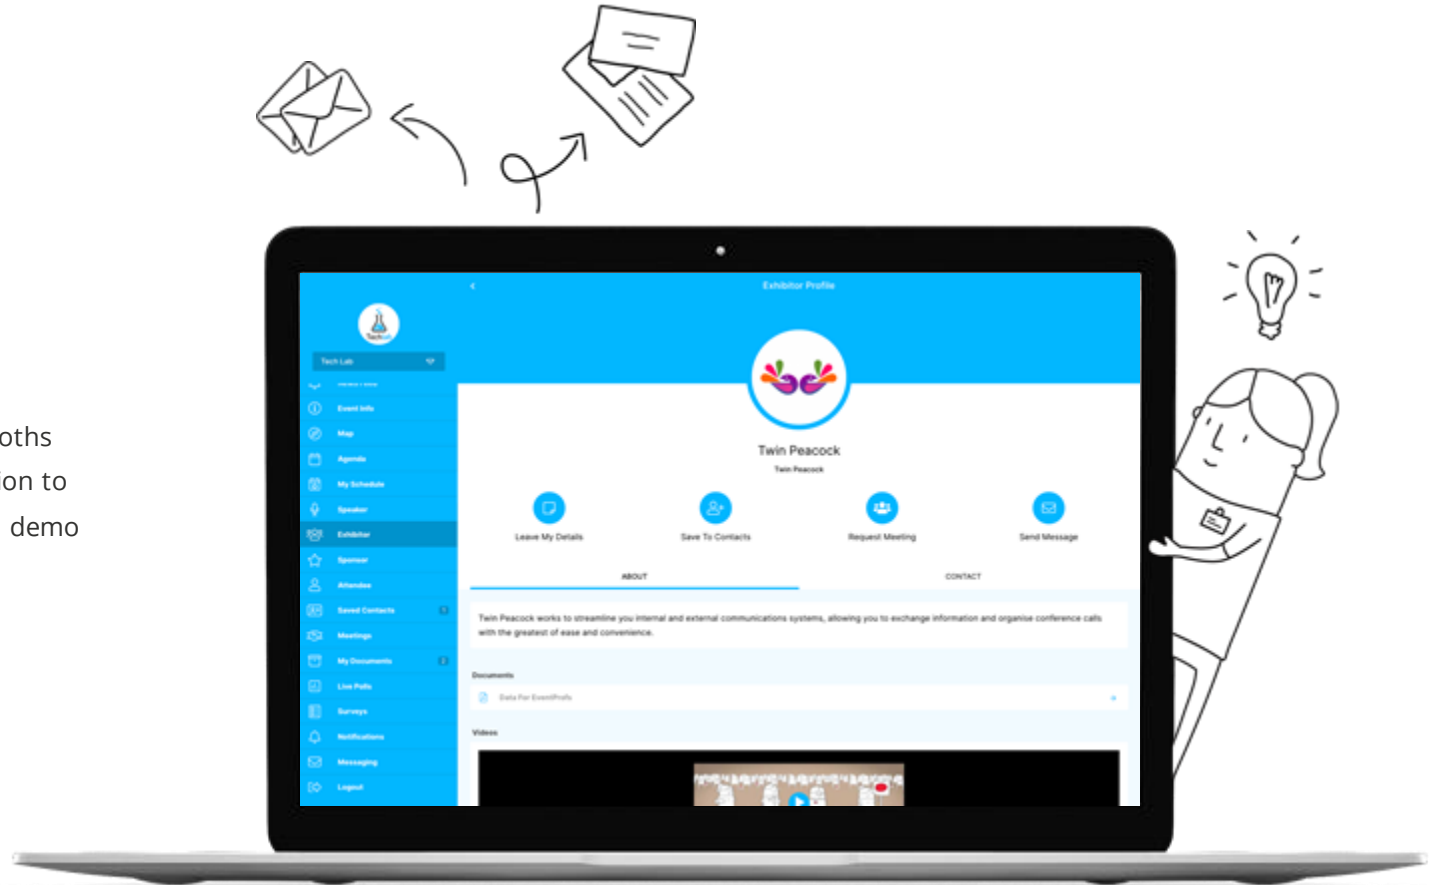 Exhibitor Profile
TechLab
Tech Lab
Event Info
Map
Agenda
My Schedule
Speaker
Exhibitor
Sponsor
Attendee
Saved Contacts
Meetings
My Documents
Live Polls
Surveys
Notifications
Messaging
Logout
Twin Peacock
Twin Peacock
Leave My Details
Save To Contacts
Request Meeting
Send Message
ABOUT
CONTACT
Twin Peacock works to streamline you internal and external communications systems, allowing you to exchange information and organise conference calls
with the greatest of ease and convenience.
Documents
Data For EventProfs
Videos
oths
ion to
demo